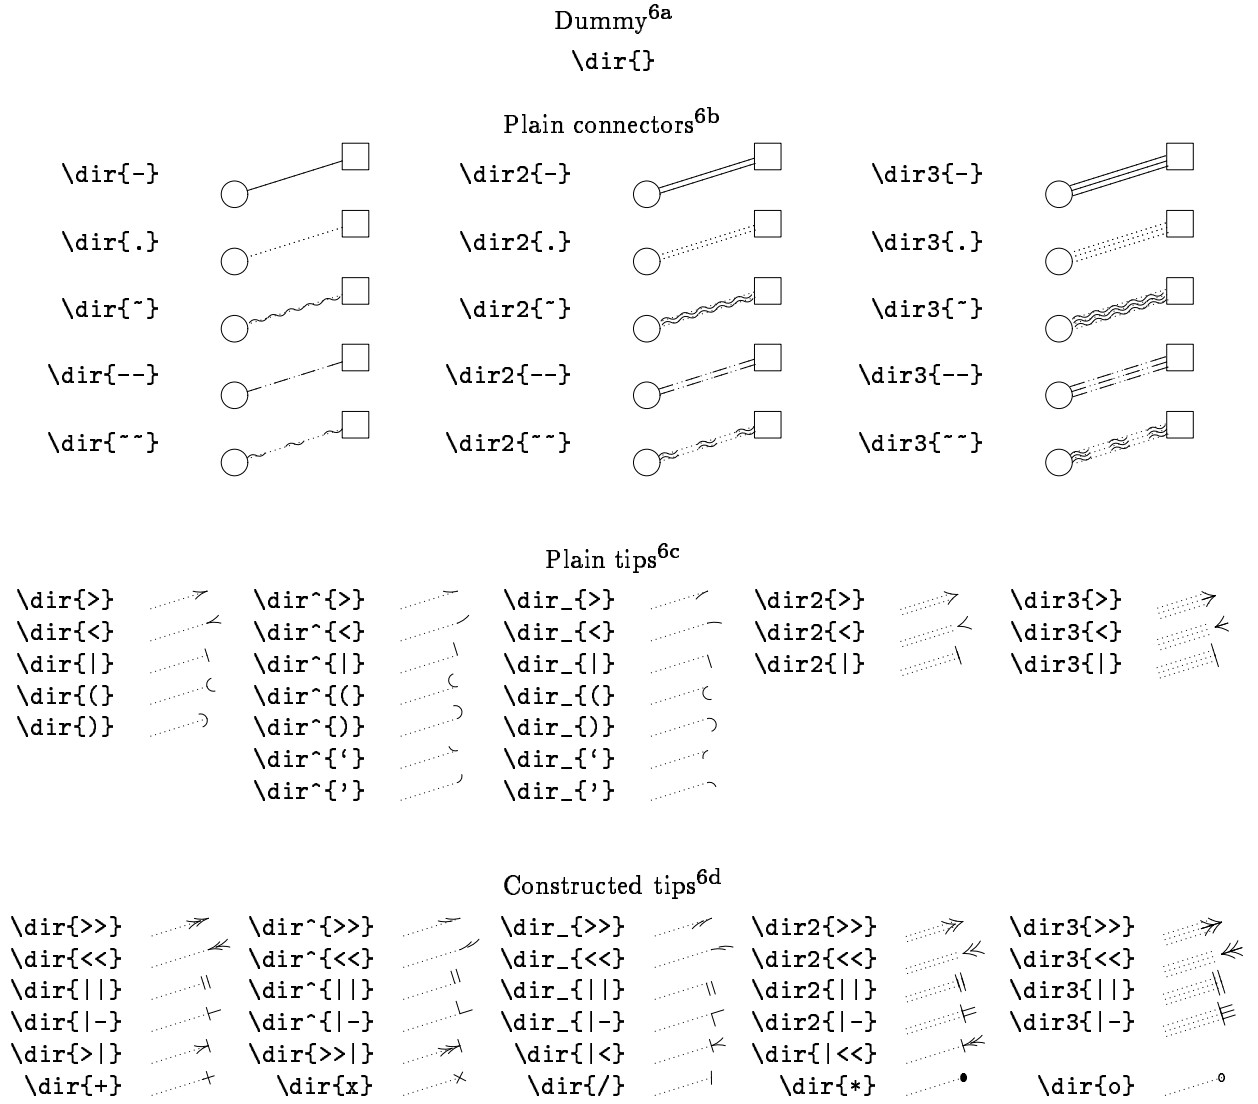 Dummy6a
\dir{}
Plain connectors6b
\dir{-} \dir2{-} \dir3{-}
\dir{.} \dir2{.} \dir3{.}
\dir{~} \dir2{~} \dir3{~}
\dir{--} \dir2{--} \dir3{--}
\dir{~~} \dir2{~~} \dir3{~~}
Plain tips6c
\dir{>} \dir^{>} \dir_{>} \dir2{>} \dir3{>}
\dir{<} \dir^{<} \dir_{<} \dir2{<} \dir3{<}
\dir{|} \dir^{|} \dir_{|} \dir2{|} \dir3{|}
\dir{(} \dir^{(} \dir_{(}
\dir{)} \dir^{)} \dir_{)}
\dir^{‘} \dir_{‘}
\dir^{’} \dir_{’}
Constructed tips6d
\dir{>>} \dir^{>>} \dir_{>>} \dir2{>>} \dir3{>>}
\dir{<<} \dir^{<<} \dir_{<<} \dir2{<<} \dir3{<<}
\dir{||} \dir^{||} \dir_{||} \dir2{||} \dir3{||}
\dir{|-} \dir^{|-} \dir_{|-} \dir2{|-} \dir3{|-}
\dir{>|} \dir{>>|} \dir{|<} \dir{|<<}
\dir{+} \dir{x} \dir{/} \dir{*} \dir{o}